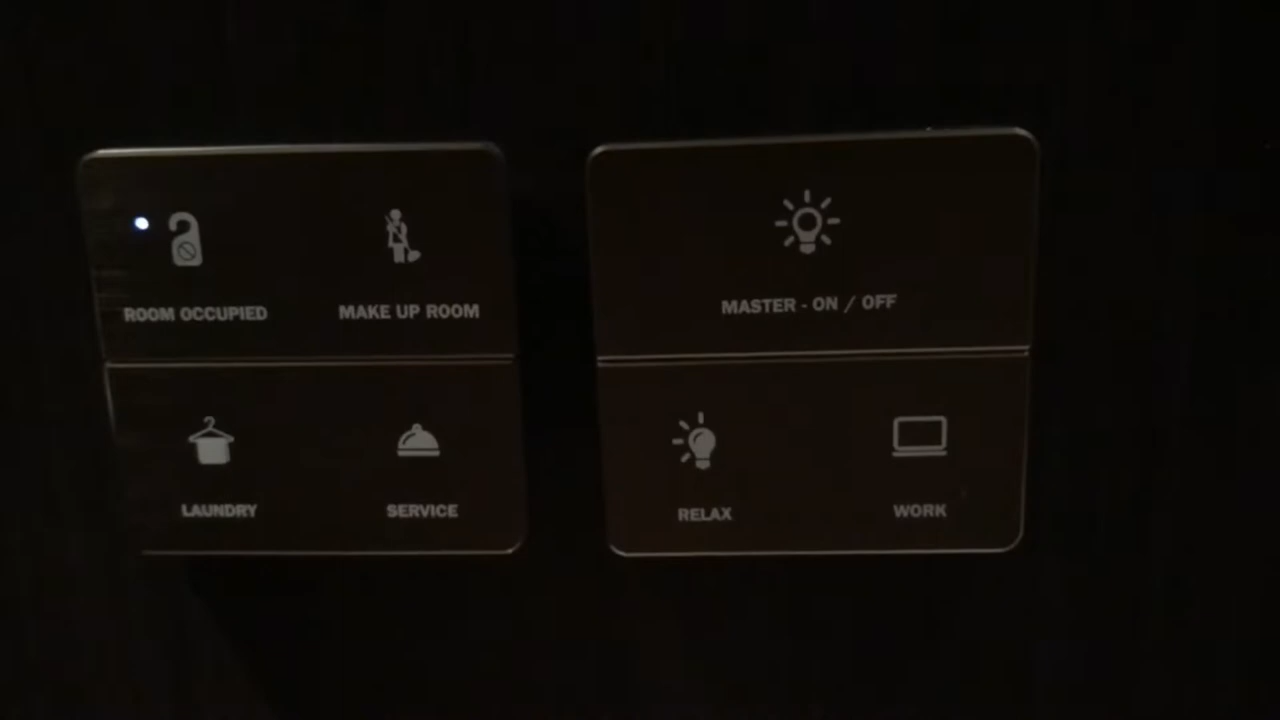 ROOM OCCUPIED
MAKE UP ROOM
LAUNDRY
SERVICE
MASTER - ON / OFF
RELAX
WORK